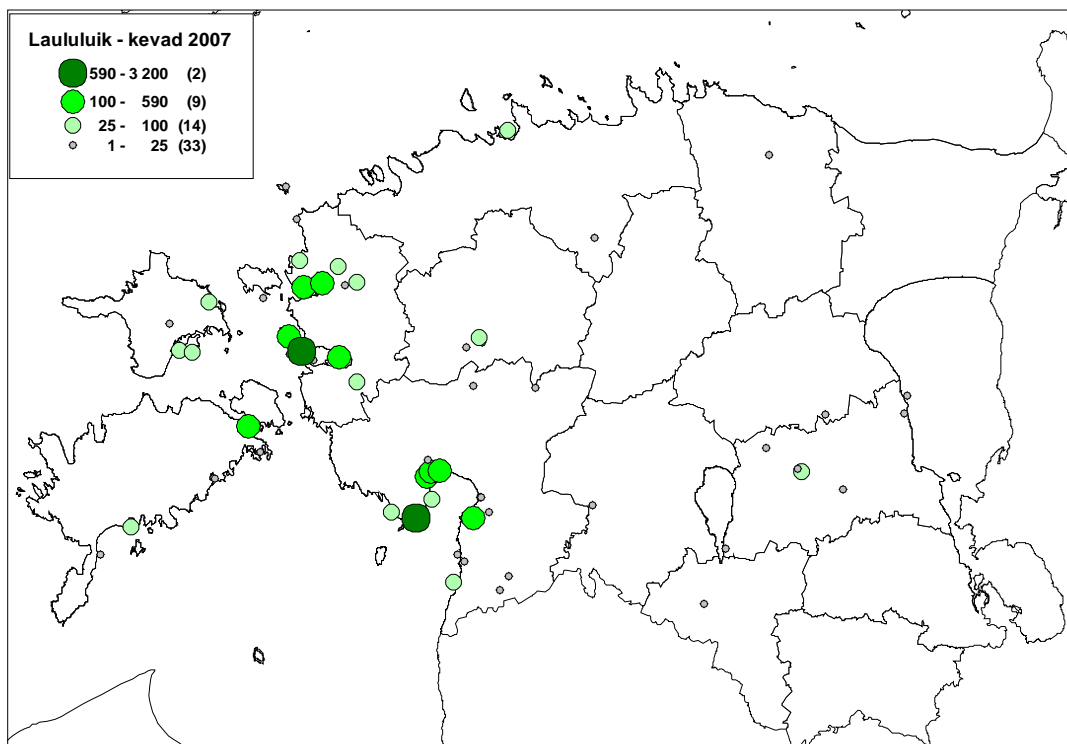 Laululuik - kevad 2007
590 - 3 200 (2)
100 - 590 (9)
25 - 100 (14)
1 - 25 (33)